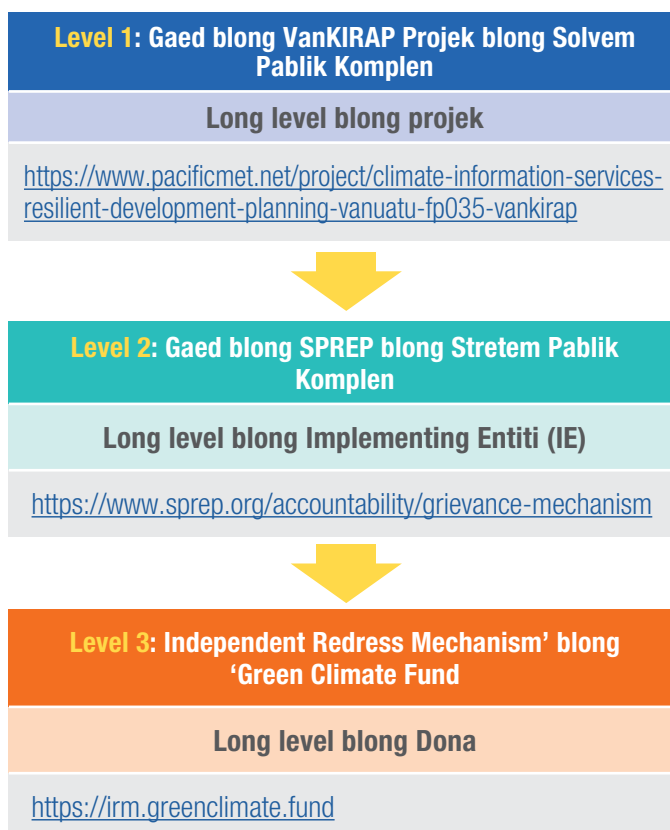 Level 1: Gaed blong VanKIRAP Projek blong Solvem
Pablik Komplen
Long level blong projek
https://www.pacificmet.net/project/climate-information-services-
resilient-development-planning-vanuatu-fp035-vankirap
Level 2: Gaed blong SPREP blong Stretem Pablik
Komplen
Long level blong Implementing Entiti (IE)
https://www.sprep.org/accountability/grievance-mechanism
Level 3: Independent Redress Mechanism’ blong
‘Green Climate Fund
Long level blong Dona
https://irm.greenclimate.fund